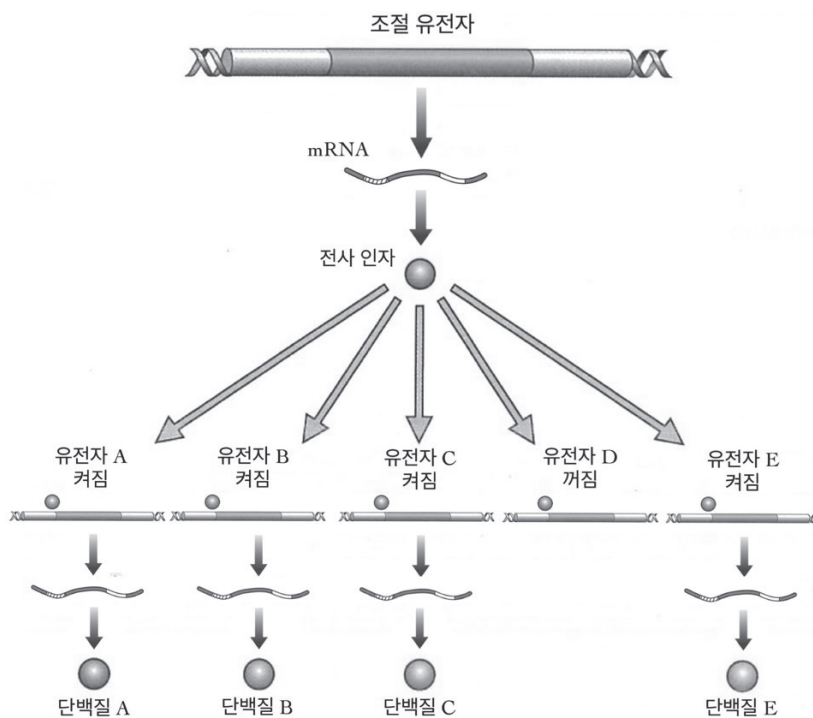 조절 유전자
mRNA
전사 인자
유전자 A
켜짐
유전자 B
켜짐
유전자 C
켜짐
유전자 D
꺼짐
유전자 E
켜짐
단백질 A
단백질 B
단백질 C
단백질 E